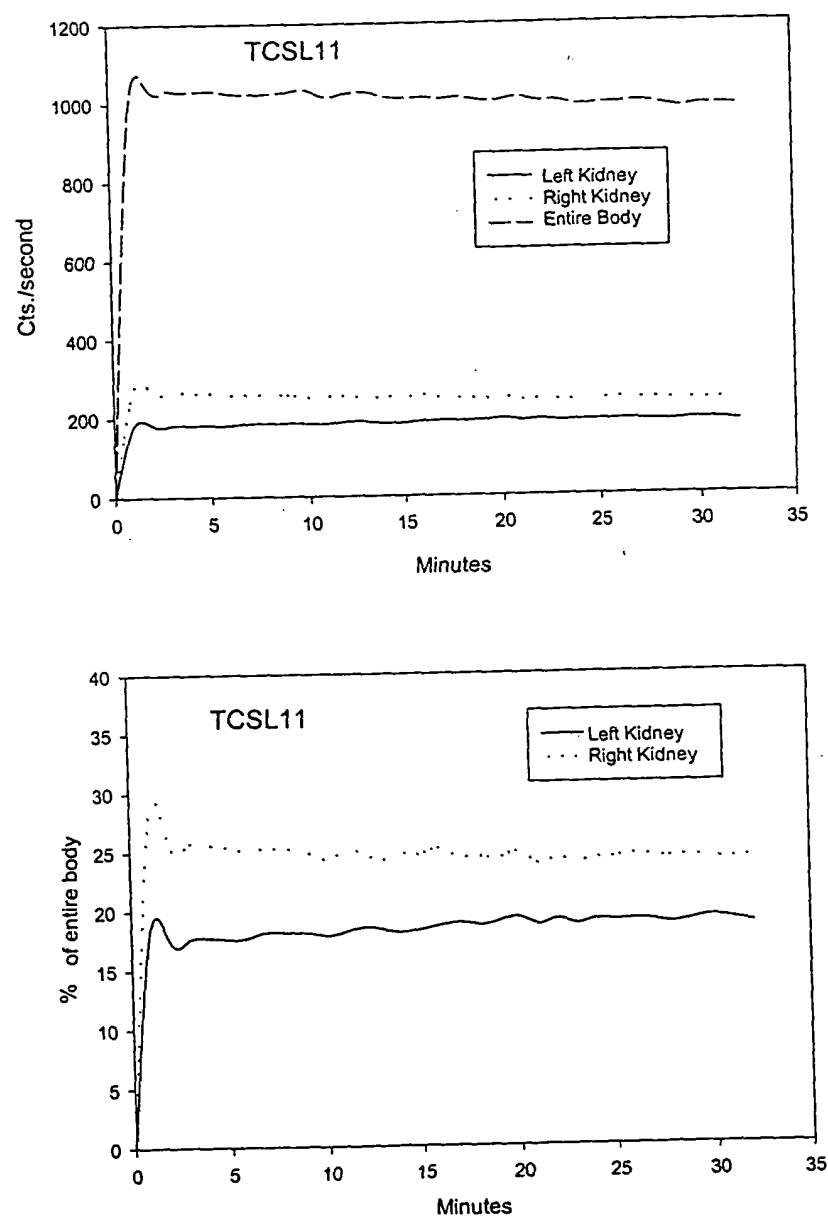 1200
TCSL11
1000
800
600
400
200
0
Cts./second
Left Kidney
Right Kidney
Entire Body
0 5 10 15 20 25 30 35
Minutes
40
TCSL11
35
30
25
20
15
10
5
0
% of entire body
Left Kidney
Right Kidney
0 5 10 15 20 25 30 35
Minutes